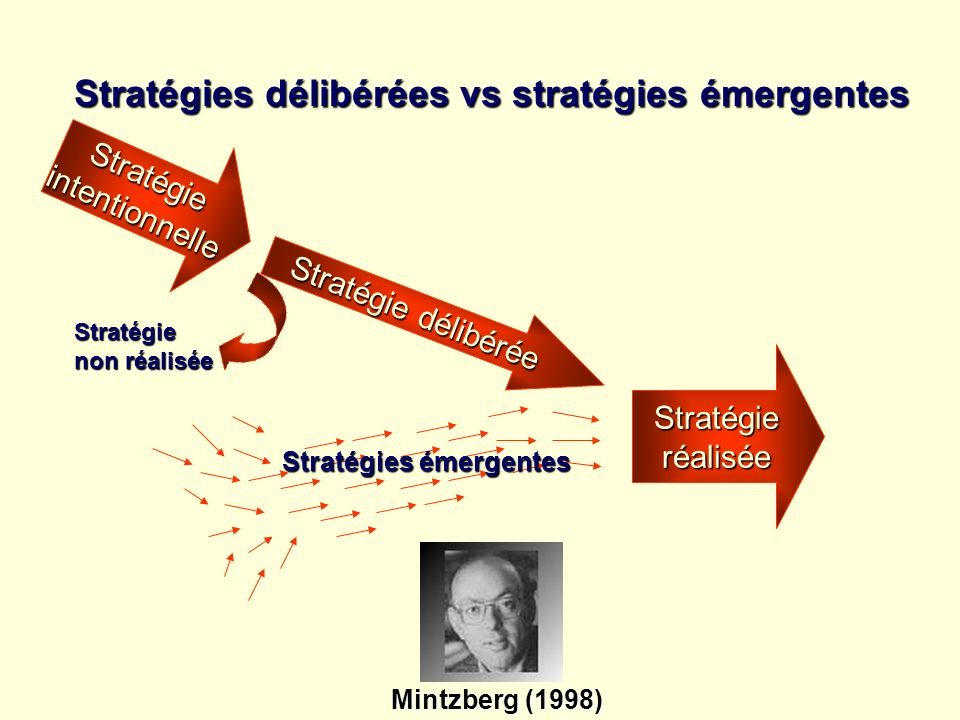 Stratégies délibérées vs stratégies émergentes
Stratégie
intentionnelle
Stratégie délibérée
Stratégie
non réalisée
Stratégie
réalisée
Stratégies émergentes
Mintzberg (1998)